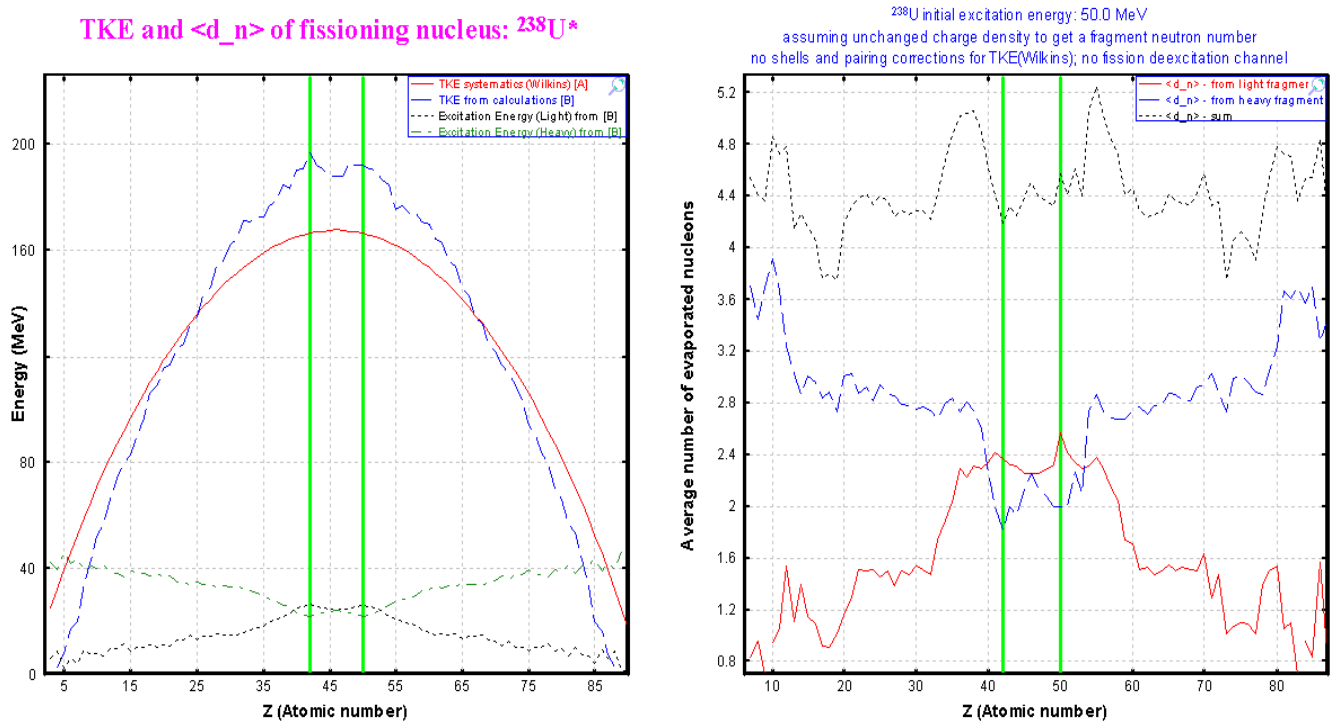 TKE and <d_n> of fissioning nucleus: ²³⁸U*
TKE systematics (Wilkins) [A]
TKE from calculations [B]
Excitation Energy (Light) from [B]
Excitation Energy (Heavy) from [B]
Energy (MeV)
200
160
120
80
40
0
5
15
25
35
45
55
65
75
85
Z (Atomic number)
²³⁸U initial excitation energy: 50.0 MeV
assuming unchanged charge density to get a fragment neutron number
no shells and pairing corrections for TKE(Wilkins); no fission deexcitation channel
<d_n> - from light fragme
<d_n> - from heavy fragment
<d_n> - sum
Average number of evaporated nucleons
5.2
4.8
4.4
4
3.6
3.2
2.8
2.4
2
1.6
1.2
0.8
10
20
30
40
50
60
70
80
Z (Atomic number)